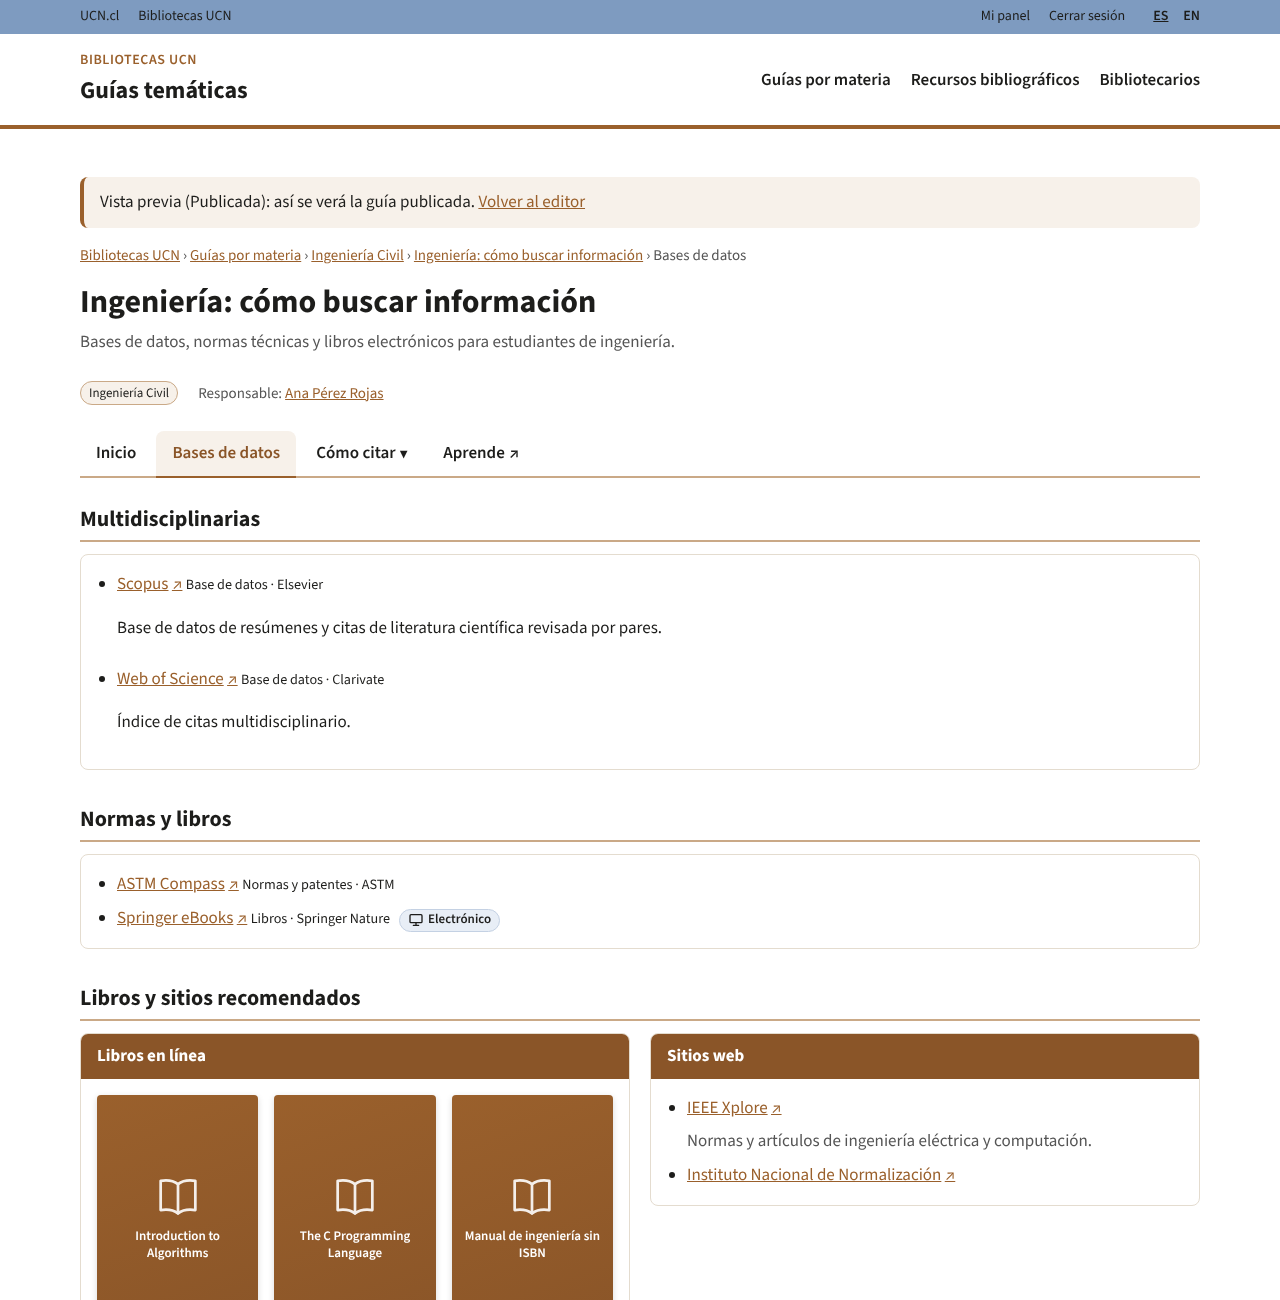 UCN.cl Bibliotecas UCN Mi panel Cerrar sesión ES EN
BIBLIOTECAS UCN
Guías temáticas
Guías por materia Recursos bibliográficos Bibliotecarios
Vista previa (Publicada): así se verá la guía publicada. Volver al editor
Bibliotecas UCN › Guías por materia › Ingeniería Civil › Ingeniería: cómo buscar información › Bases de datos
Ingeniería: cómo buscar información
Bases de datos, normas técnicas y libros electrónicos para estudiantes de ingeniería.
Ingeniería Civil Responsable: Ana Pérez Rojas
Inicio Bases de datos Cómo citar ▾ Aprende ↗
Multidisciplinarias
• Scopus ↗ Base de datos · Elsevier
Base de datos de resúmenes y citas de literatura científica revisada por pares.
• Web of Science ↗ Base de datos · Clarivate
Índice de citas multidisciplinario.
Normas y libros
• ASTM Compass ↗ Normas y patentes · ASTM
• Springer eBooks ↗ Libros · Springer Nature Electrónico
Libros y sitios recomendados
Libros en línea
Introduction to
Algorithms
The C Programming
Language
Manual de ingeniería sin
ISBN
Sitios web
• IEEE Xplore ↗
Normas y artículos de ingeniería eléctrica y computación.
• Instituto Nacional de Normalización ↗